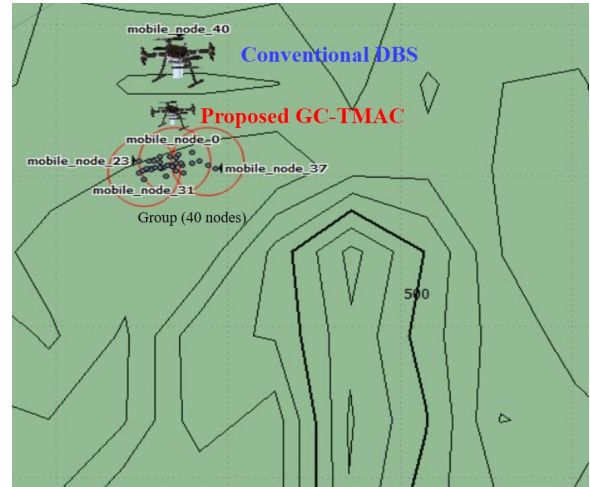 mobile_node_40
Conventional DBS
Proposed GC-TMAC
mobile_node_0
mobile_node_23
mobile_node_37
mobile_node_31
Group (40 nodes)
500